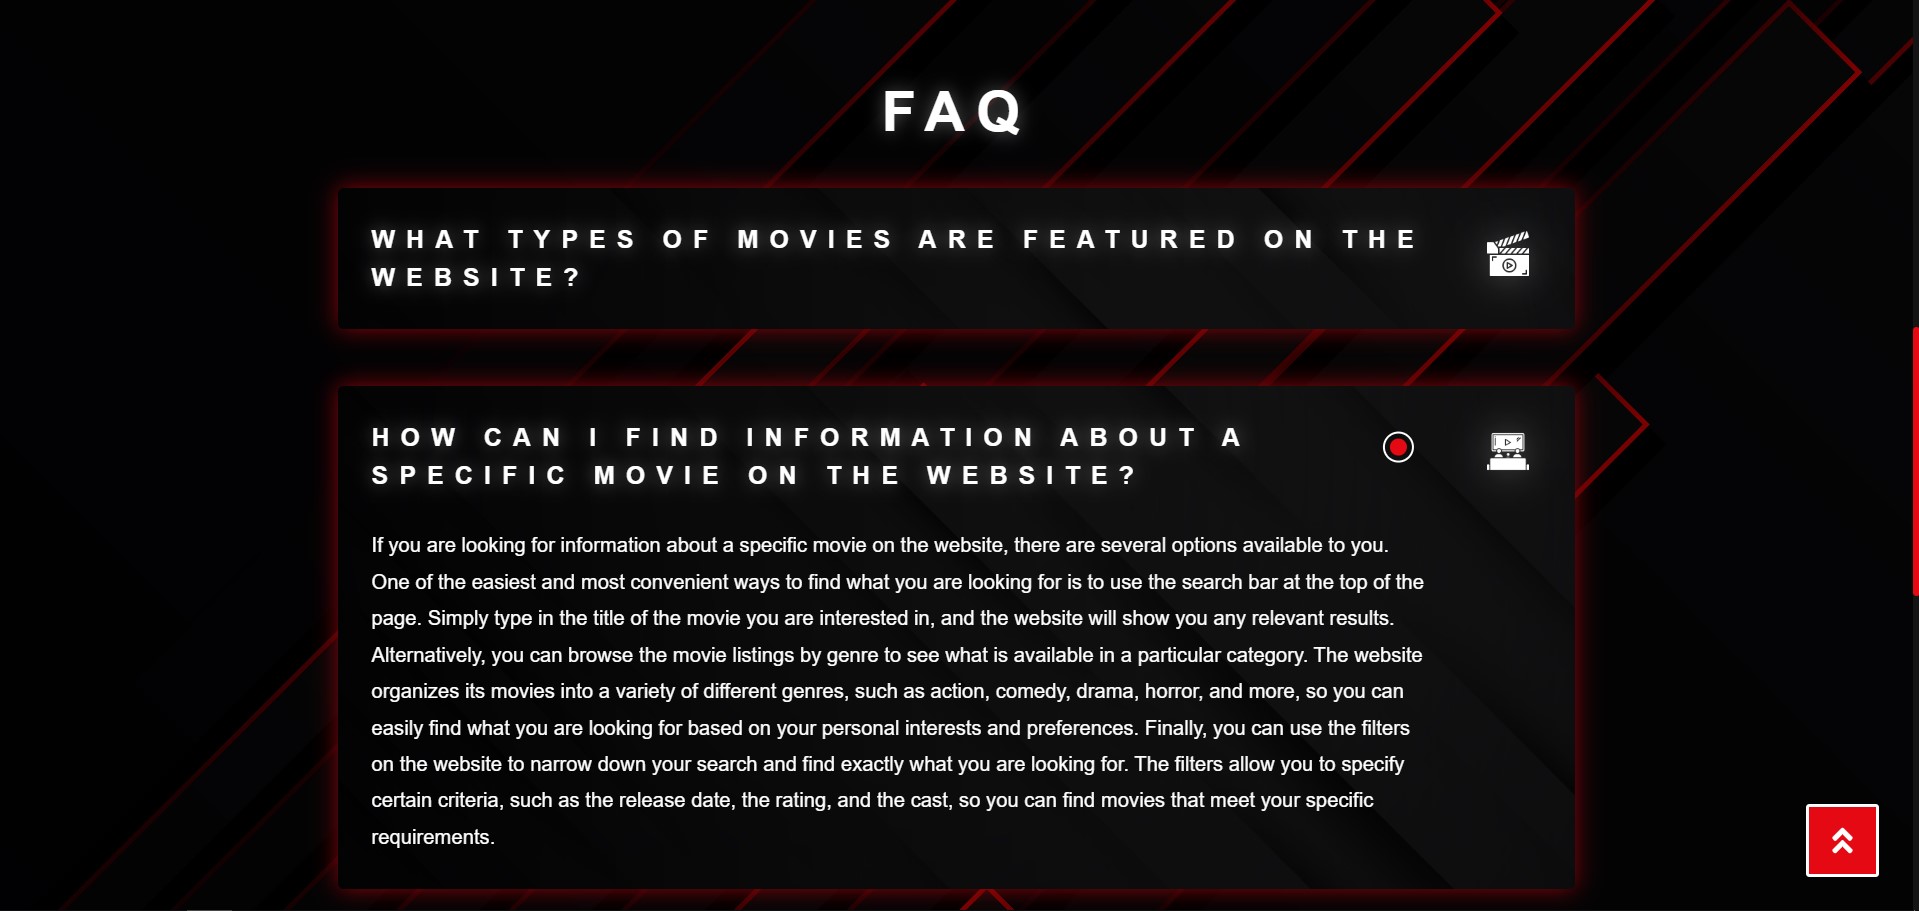 FAQ
WHAT TYPES OF MOVIES ARE FEATURED ON THE
WEBSITE?
HOW CAN I FIND INFORMATION ABOUT A
SPECIFIC MOVIE ON THE WEBSITE?
If you are looking for information about a specific movie on the website, there are several options available to you.
One of the easiest and most convenient ways to find what you are looking for is to use the search bar at the top of the
page. Simply type in the title of the movie you are interested in, and the website will show you any relevant results.
Alternatively, you can browse the movie listings by genre to see what is available in a particular category. The website
organizes its movies into a variety of different genres, such as action, comedy, drama, horror, and more, so you can
easily find what you are looking for based on your personal interests and preferences. Finally, you can use the filters
on the website to narrow down your search and find exactly what you are looking for. The filters allow you to specify
certain criteria, such as the release date, the rating, and the cast, so you can find movies that meet your specific
requirements.